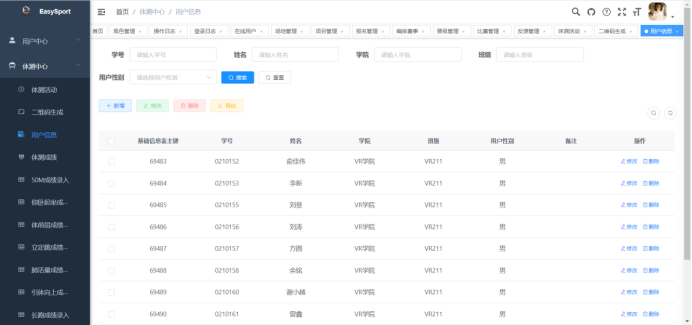 EasySport
首页 / 体测中心 / 用户信息
首页 角色管理 操作日志 登录日志 在线用户 场地管理 项目管理 报名管理 编排赛事 晋级管理 比赛管理 反馈管理 体测活动 二维码生成 用户信息
用户中心
体测中心
体测活动
二维码生成
用户信息
体测成绩
50M成绩录入
仰卧起坐成...
体前屈成绩...
立定跳成绩...
肺活量成绩...
引体向上成...
长跑成绩录入
学号 请输入学号 姓名 请输入姓名 学院 请输入学院 班级 请输入班级
用户性别 请选择用户性别 搜索 重置
+ 新增 修改 删除 导出
基础信息表主键 学号 姓名 学院 班级 用户性别 备注 操作
69483 0210152 俞佳伟 VR学院 VR211 男 修改 删除
69484 0210153 李新 VR学院 VR211 男 修改 删除
69485 0210155 刘登 VR学院 VR211 男 修改 删除
69486 0210156 刘涛 VR学院 VR211 男 修改 删除
69487 0210157 方圆 VR学院 VR211 男 修改 删除
69488 0210158 余铭 VR学院 VR211 男 修改 删除
69489 0210160 谢小越 VR学院 VR211 男 修改 删除
69490 0210161 曾鑫 VR学院 VR211 男 修改 删除